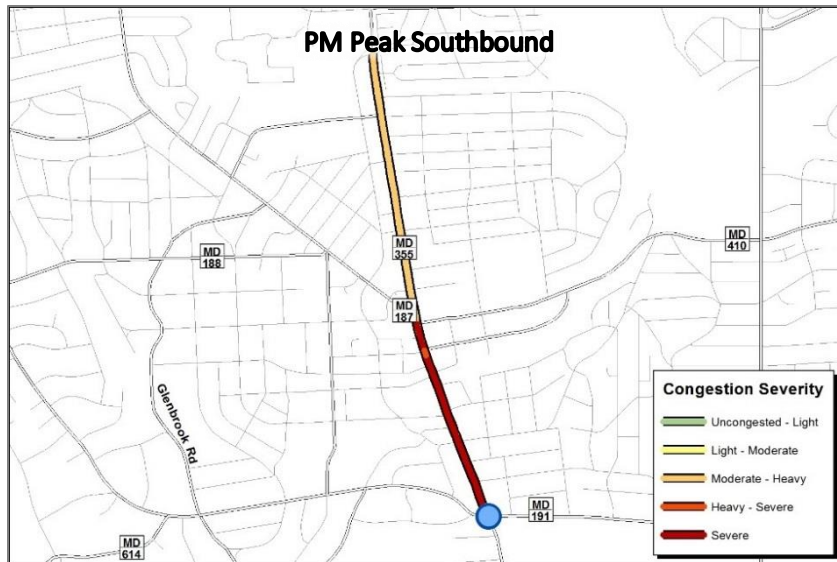 PM Peak Southbound
MD
410
MD
355
MD
188
MD
187
Glenbrook Rd
Congestion Severity
Uncongested - Light
Light - Moderate
Moderate - Heavy
Heavy - Severe
Severe
MD
191
MD
614